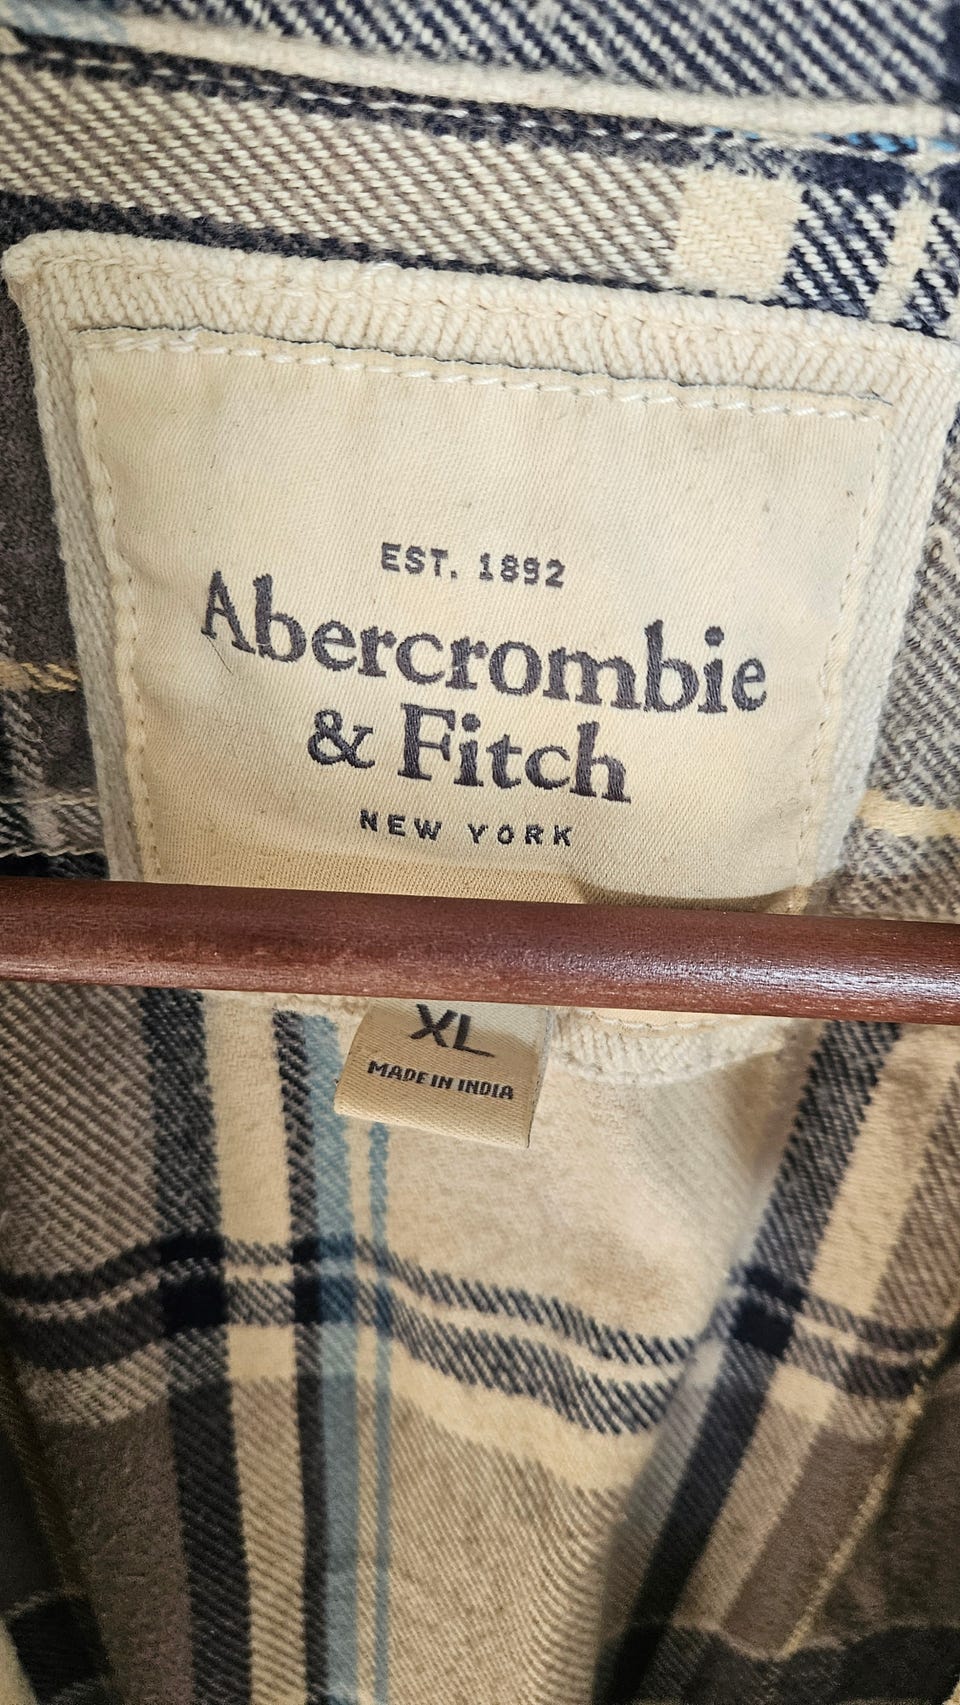 EST. 1892
Abercrombie
& Fitch
NEW YORK
XL
MADE IN INDIA